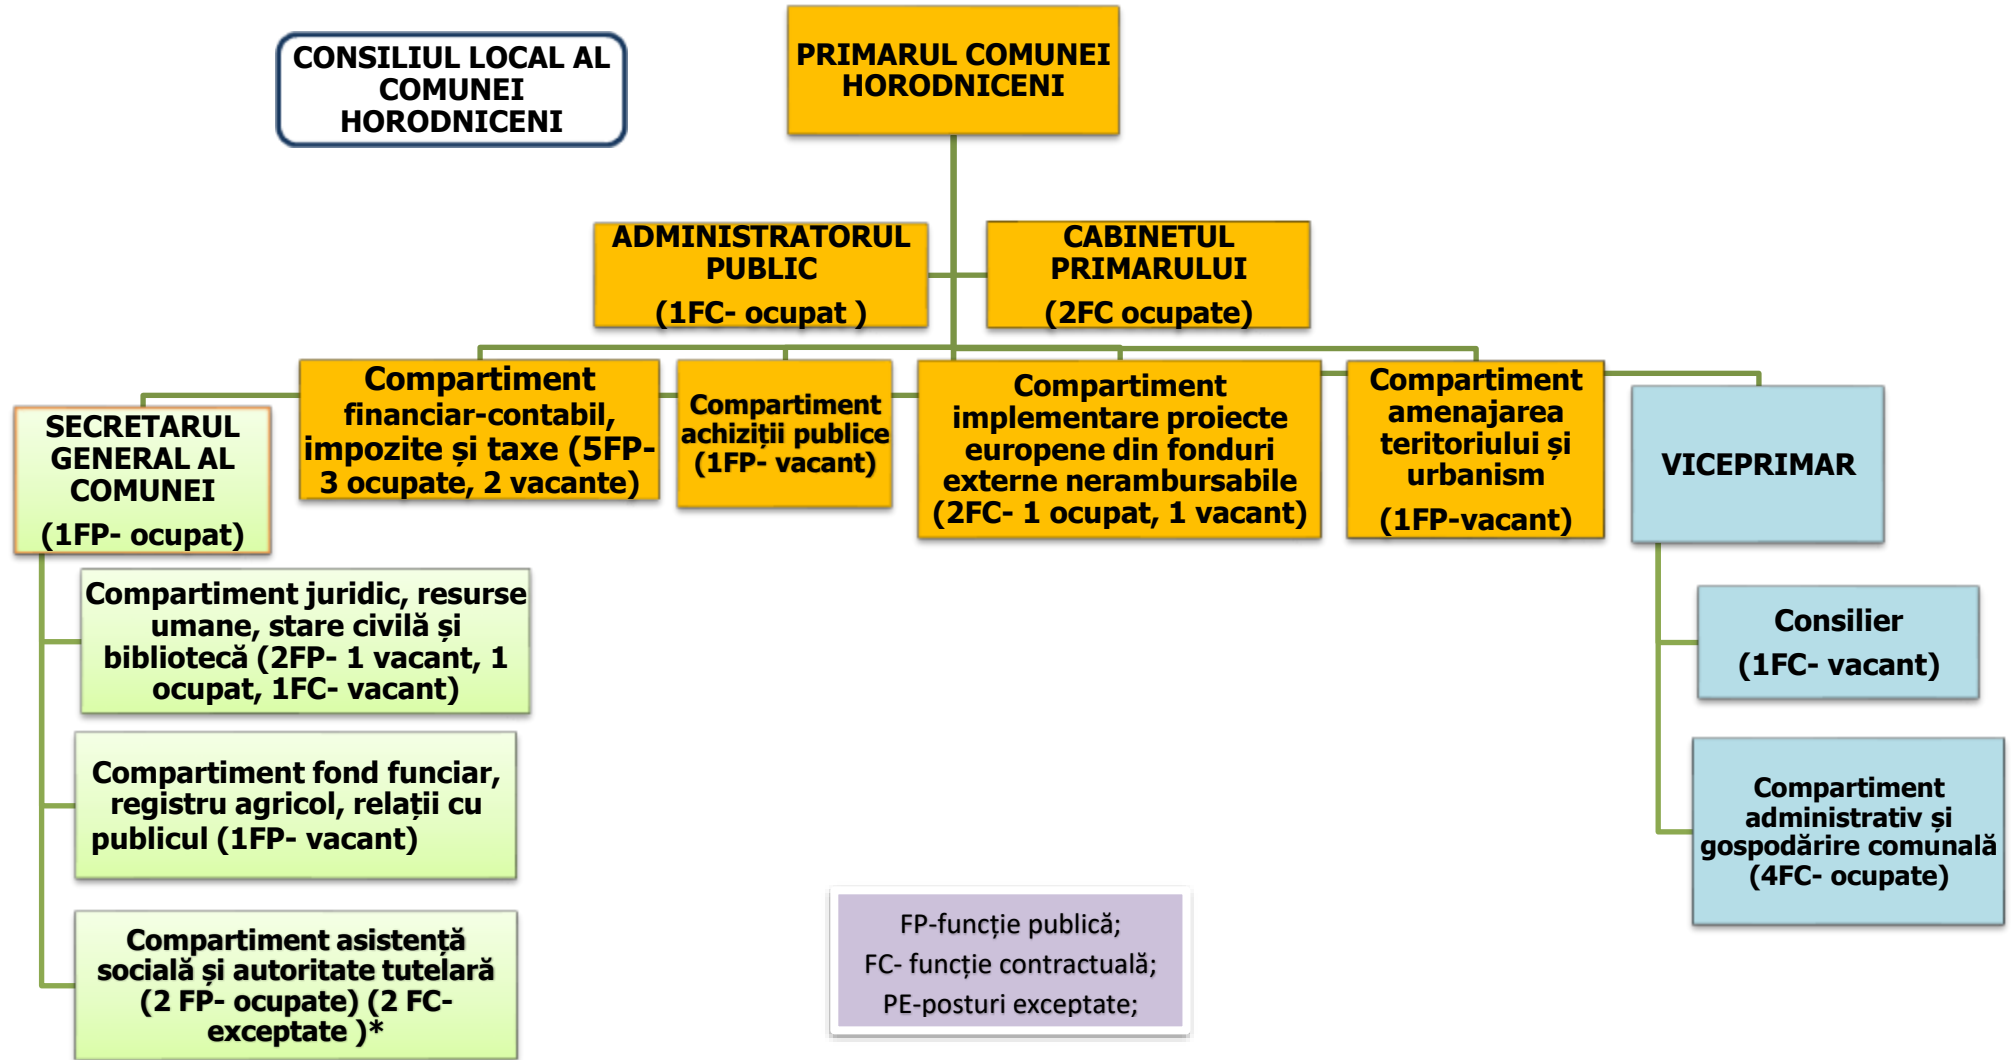 CONSILIUL LOCAL AL
COMUNEI
HORODNICENI
PRIMARUL COMUNEI
HORODNICENI
ADMINISTRATORUL
PUBLIC
(1FC- ocupat )
CABINETUL
PRIMARULUI
(2FC ocupate)
SECRETARUL
GENERAL AL
COMUNEI
(1FP- ocupat)
Compartiment
financiar-contabil,
impozite și taxe (5FP-
3 ocupate, 2 vacante)
Compartiment
achiziții publice
(1FP- vacant)
Compartiment
implementare proiecte
europene din fonduri
externe nerambursabile
(2FC- 1 ocupat, 1 vacant)
Compartiment
amenajarea
teritoriului și
urbanism
(1FP-vacant)
VICEPRIMAR
Compartiment juridic, resurse
umane, stare civilă și
bibliotecă (2FP- 1 vacant, 1
ocupat, 1FC- vacant)
Compartiment fond funciar,
registru agricol, relații cu
publicul (1FP- vacant)
Compartiment asistență
socială și autoritate tutelară
(2 FP- ocupate) (2 FC-
exceptate )*
Consilier
(1FC- vacant)
Compartiment
administrativ și
gospodărire comunală
(4FC- ocupate)
FP-funcție publică;
FC- funcție contractuală;
PE-posturi exceptate;